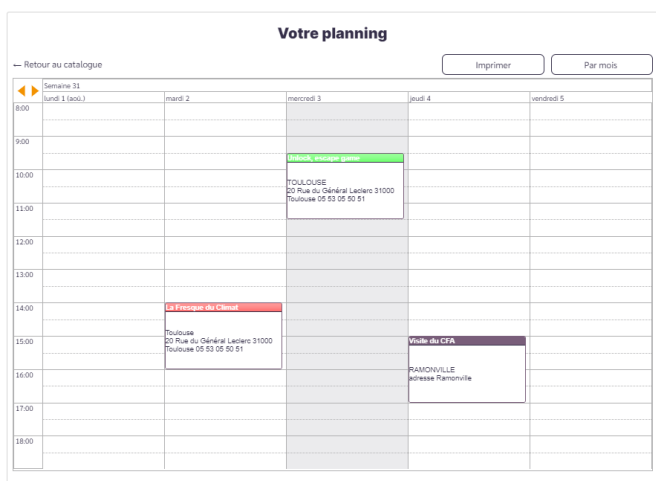 Votre planning
← Retour au catalogue
Imprimer
Par mois
Semaine 31
lundi 1 (aoû.)
mardi 2
mercredi 3
jeudi 4
vendredi 5
8:00
9:00
Unlock, escape game
10:00
TOULOUSE
20 Rue du Général Leclerc 31000
Toulouse 05 53 05 50 51
11:00
12:00
13:00
14:00
La Fresque du Climat
Toulouse
20 Rue du Général Leclerc 31000
Toulouse 05 53 05 50 51
15:00
Visite du CFA
16:00
RAMONVILLE
adresse Ramonville
17:00
18:00